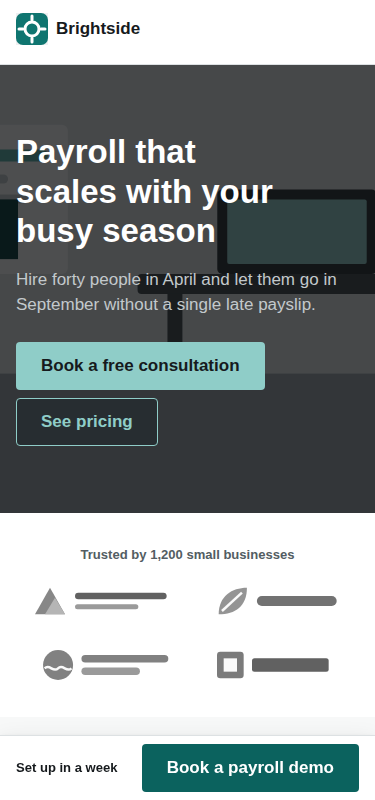 Brightside
Payroll that
scales with your
busy season
Hire forty people in April and let them go in
September without a single late payslip.
Book a free consultation
See pricing
Trusted by 1,200 small businesses
Set up in a week
Book a payroll demo